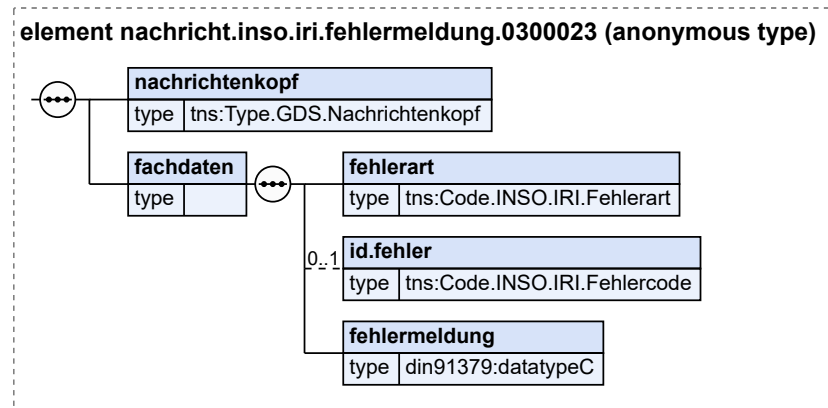 element nachricht.inso.iri.fehlermeldung.0300023 (anonymous type)
nachrichtenkopf
type tns:Type.GDS.Nachrichtenkopf
fachdaten
type
fehlerart
type tns:Code.INSO.IRI.Fehlerart
0..1
id.fehler
type tns:Code.INSO.IRI.Fehlercode
fehlermeldung
type din91379:datatypeC